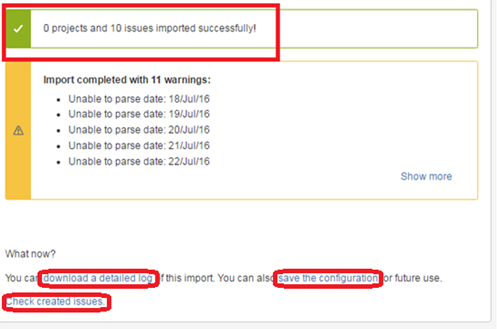 0 projects and 10 issues imported successfully!
Import completed with 11 warnings:
Unable to parse date: 18/Jul/16
Unable to parse date: 19/Jul/16
Unable to parse date: 20/Jul/16
Unable to parse date: 21/Jul/16
Unable to parse date: 22/Jul/16
Show more
What now?
You can download a detailed log of this import. You can also save the configuration for future use.
Check created issues.